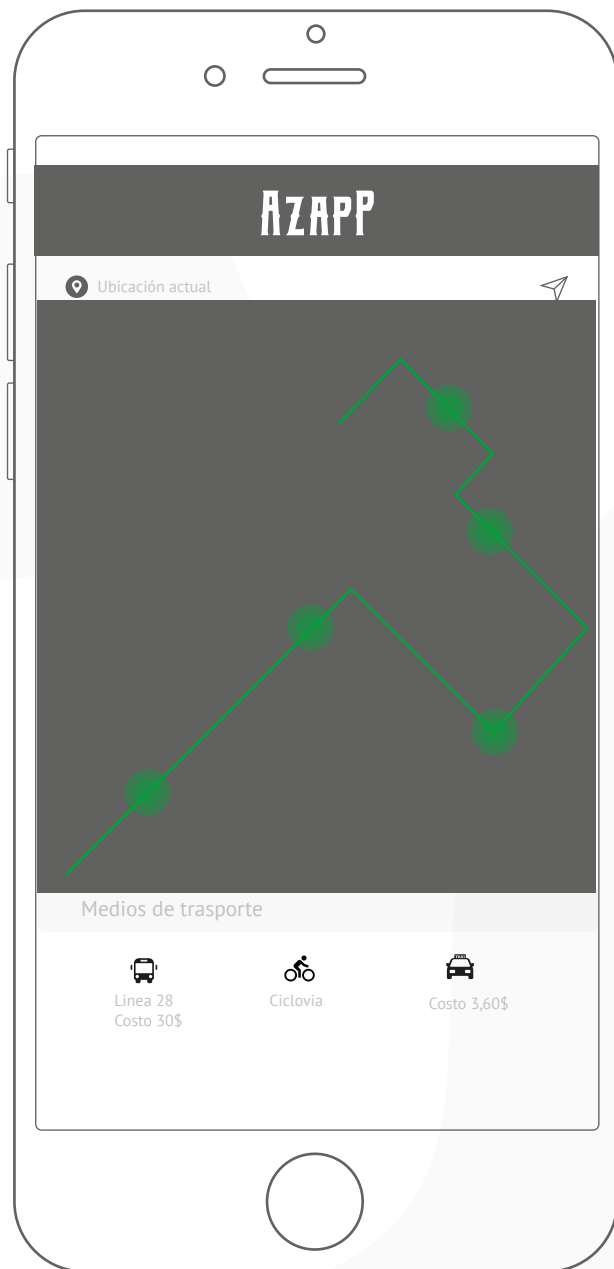 AZAPP
Ubicación actual
Medios de trasporte
Linea 28
Costo 30$
Ciclovia
Costo 3,60$